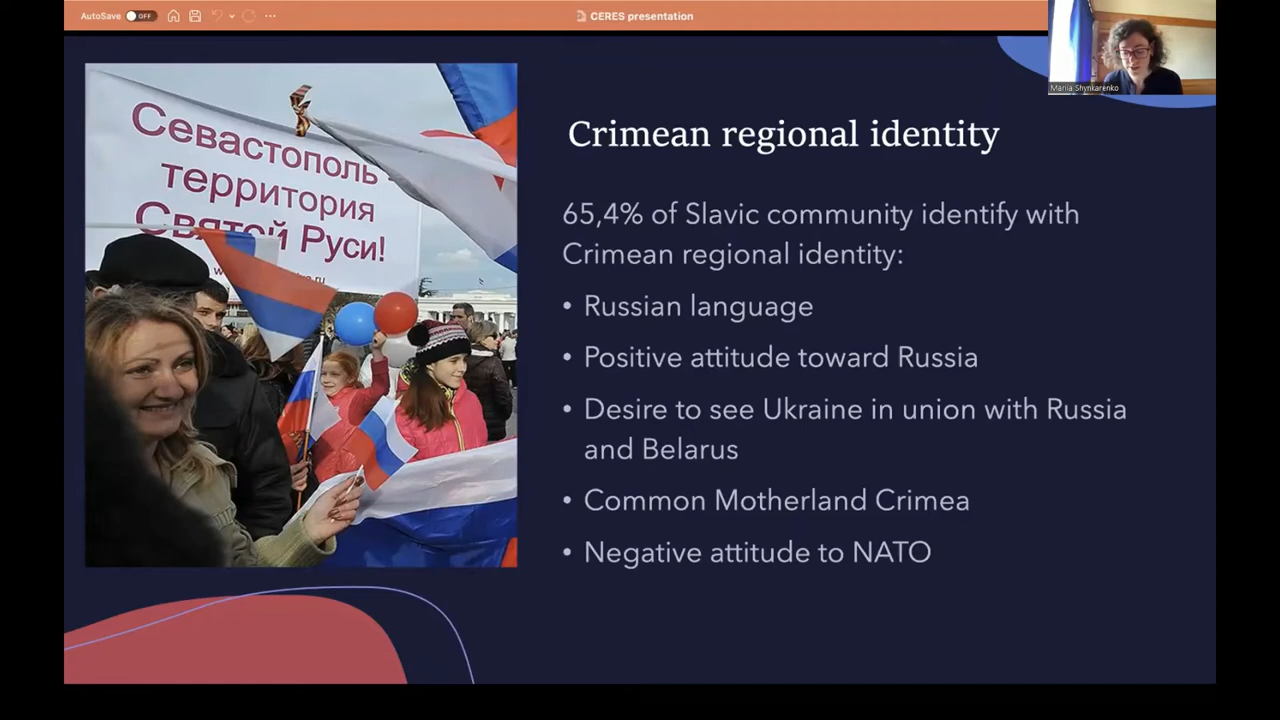 AutoSave OFF
CERES presentation
Maria Shynkarenko
Севастополь -
территория
Святой Руси!
Crimean regional identity
65,4% of Slavic community identify with
Crimean regional identity:
• Russian language
• Positive attitude toward Russia
• Desire to see Ukraine in union with Russia
and Belarus
• Common Motherland Crimea
• Negative attitude to NATO